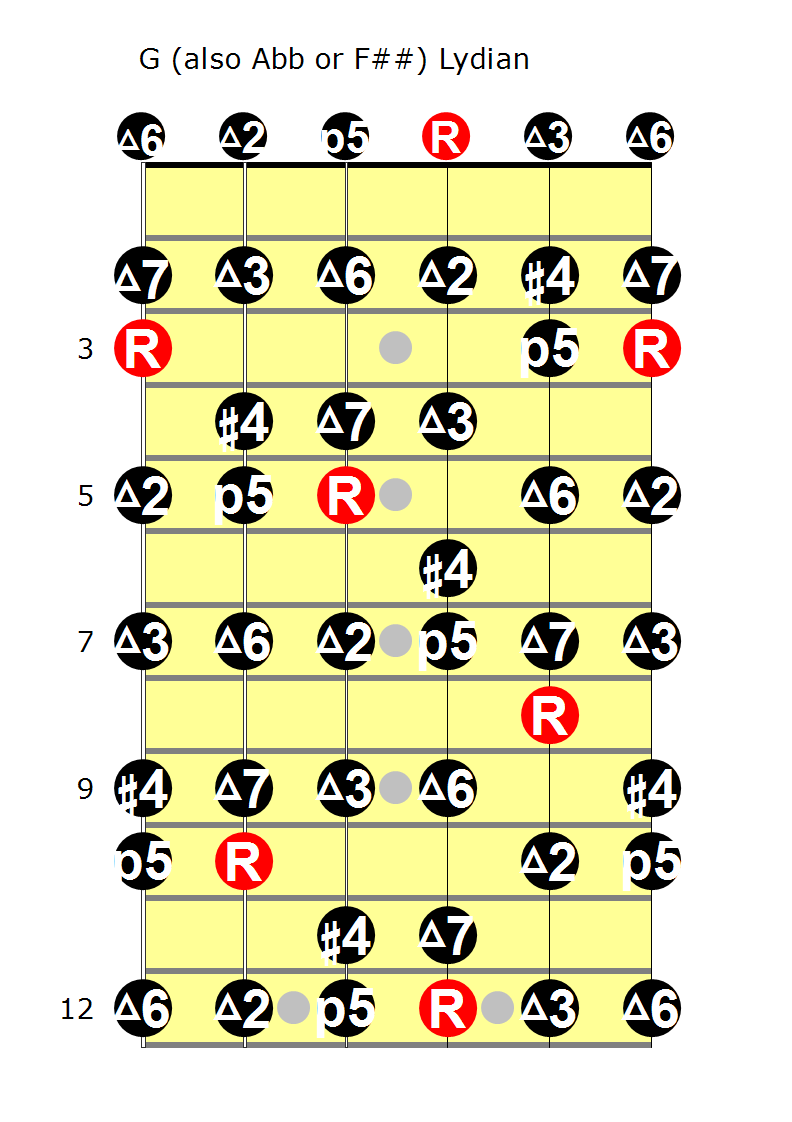 G (also Abb or F##) Lydian
Δ6 Δ2 p5 R Δ3 Δ6
Δ7 Δ3 Δ6 Δ2 ♯4 Δ7
3 R p5 R
♯4 Δ7 Δ3
5 Δ2 p5 R Δ6 Δ2
♯4
7 Δ3 Δ6 Δ2 p5 Δ7 Δ3
R
9 ♯4 Δ7 Δ3 Δ6 ♯4
p5 R Δ2 p5
♯4 Δ7
12 Δ6 Δ2 p5 R Δ3 Δ6